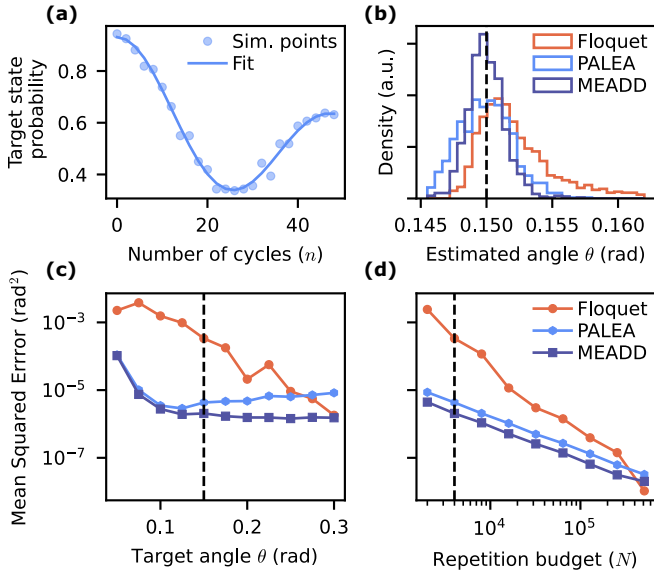 (a)
Sim. points
Fit
0.8
0.6
0.4
Target state
probability
0
20
40
Number of cycles (n)
(b)
Floquet
PALEA
MEADD
Density (a.u.)
0.145
0.150
0.155
0.160
Estimated angle θ (rad)
(c)
10⁻³
10⁻⁵
10⁻⁷
Mean Squared Errror (rad²)
0.1
0.2
0.3
Target angle θ (rad)
(d)
Floquet
PALEA
MEADD
10⁴
10⁵
Repetition budget (N)